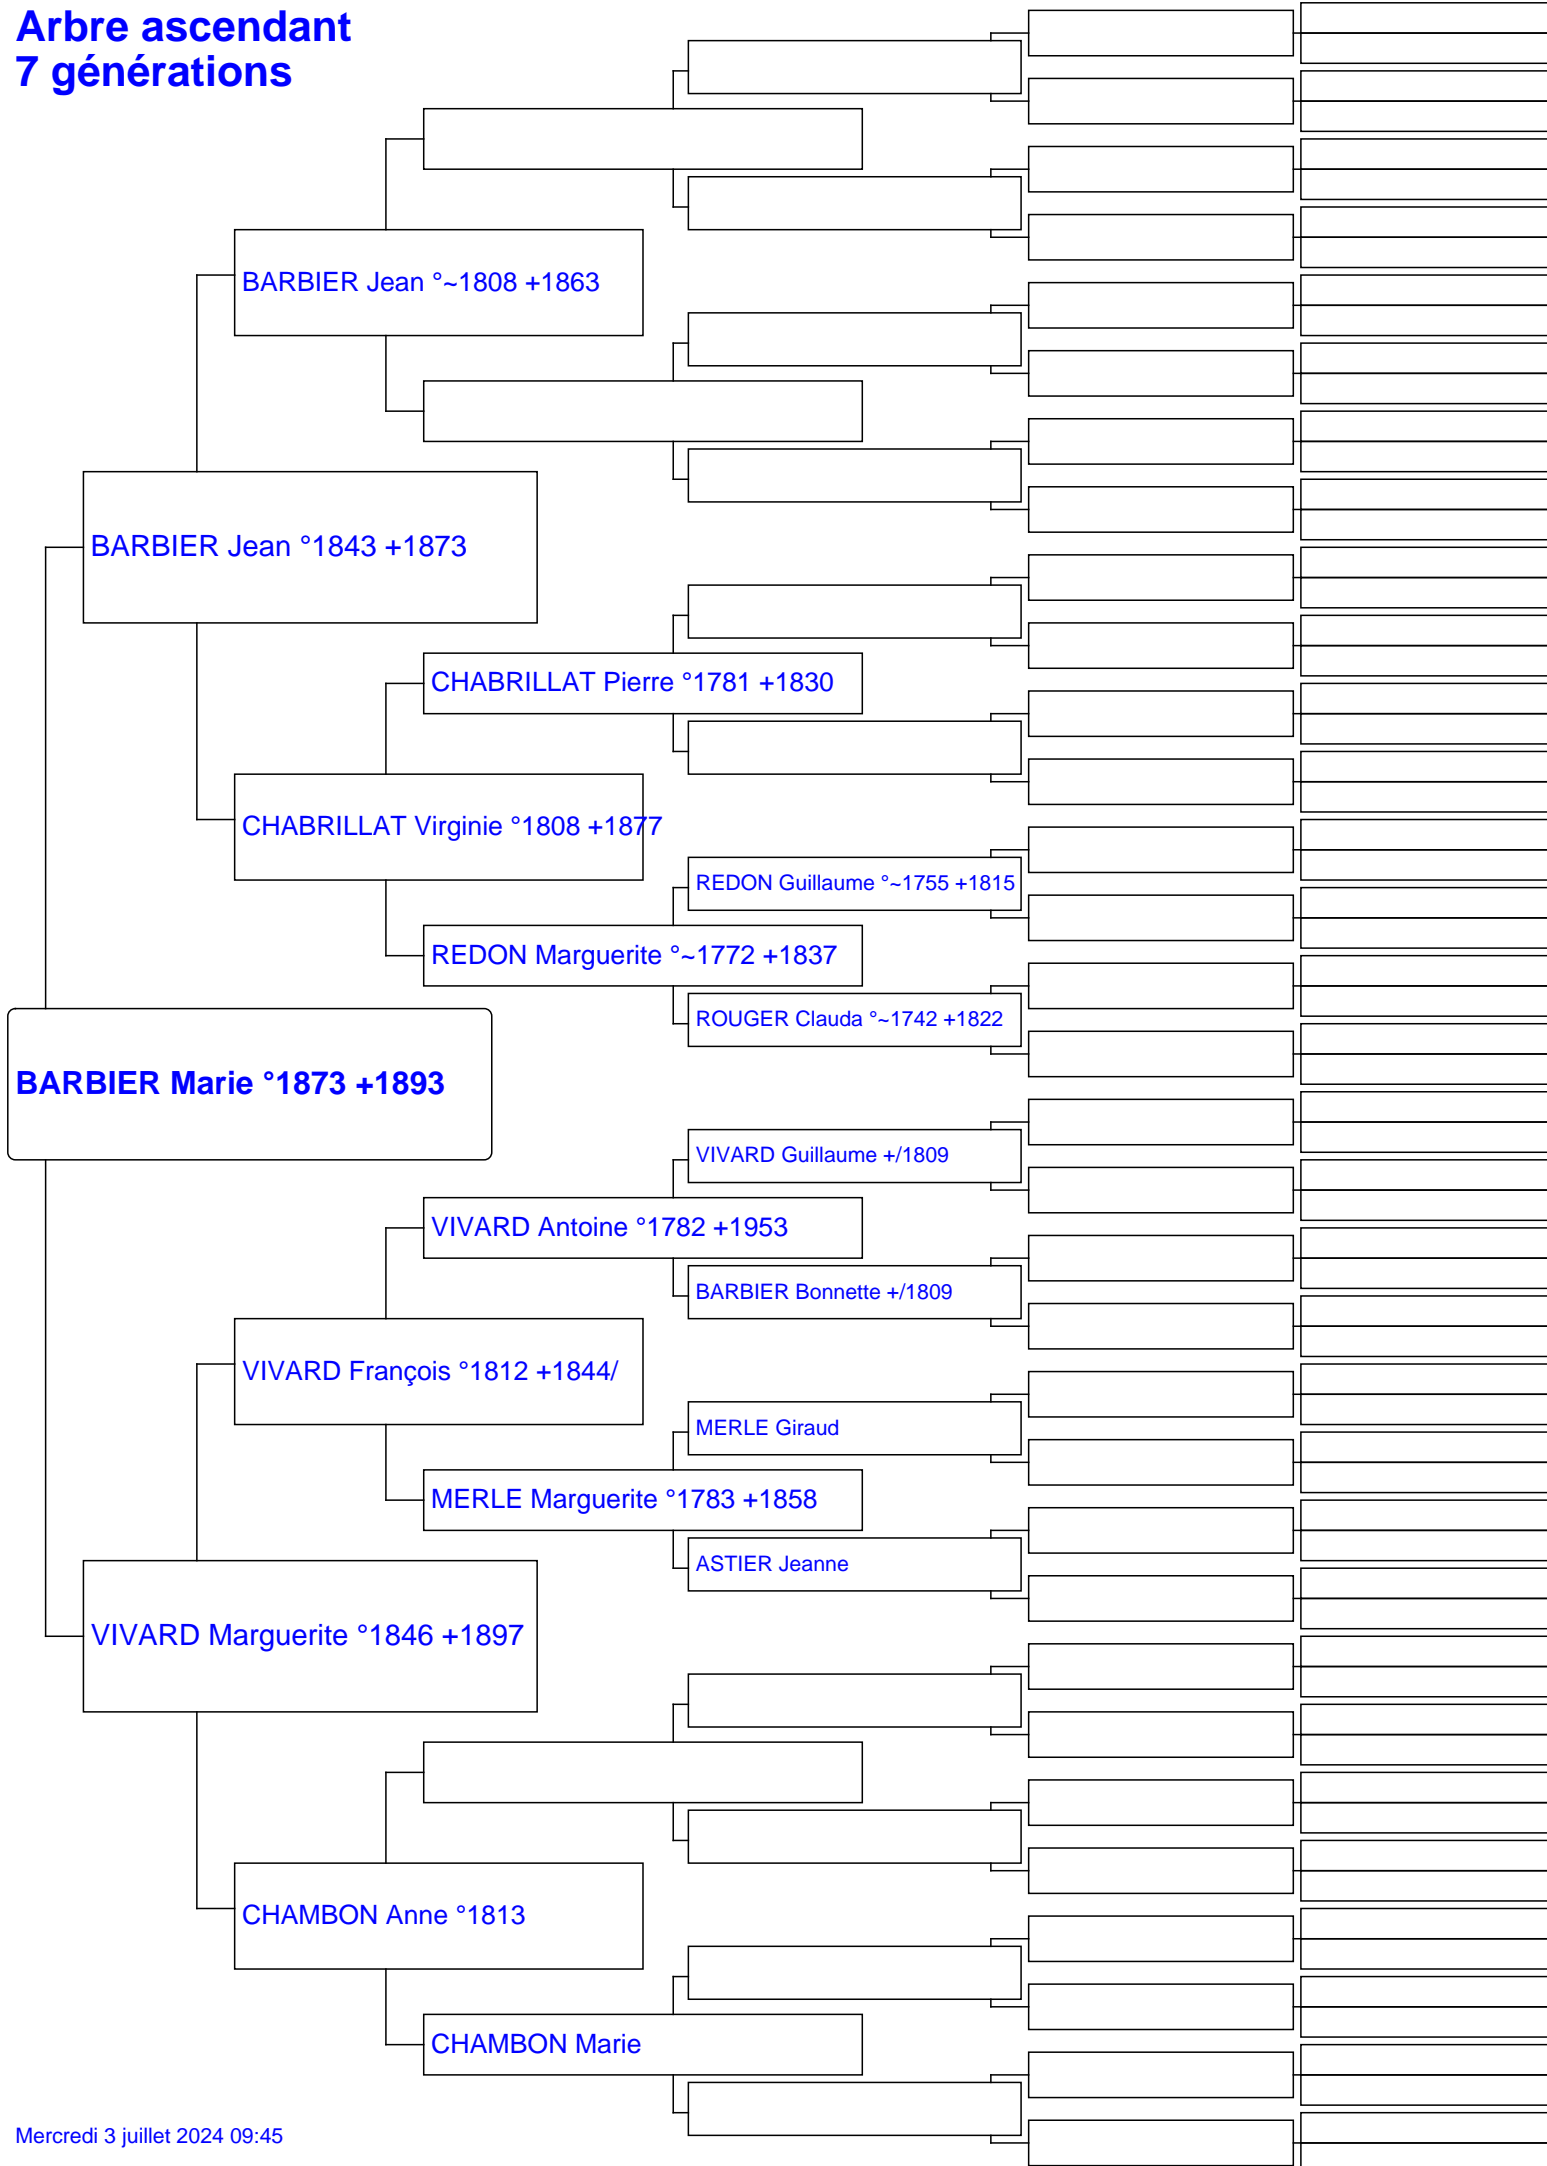 Arbre ascendant
7 générations
BARBIER Jean °~1808 +1863
BARBIER Jean °1843 +1873
CHABRILLAT Pierre °1781 +1830
CHABRILLAT Virginie °1808 +1877
REDON Guillaume °~1755 +1815
REDON Marguerite °~1772 +1837
ROUGER Clauda °~1742 +1822
BARBIER Marie °1873 +1893
VIVARD Guillaume +/1809
VIVARD Antoine °1782 +1953
BARBIER Bonnette +/1809
VIVARD François °1812 +1844/
MERLE Giraud
MERLE Marguerite °1783 +1858
ASTIER Jeanne
VIVARD Marguerite °1846 +1897
CHAMBON Anne °1813
CHAMBON Marie
Mercredi 3 juillet 2024 09:45